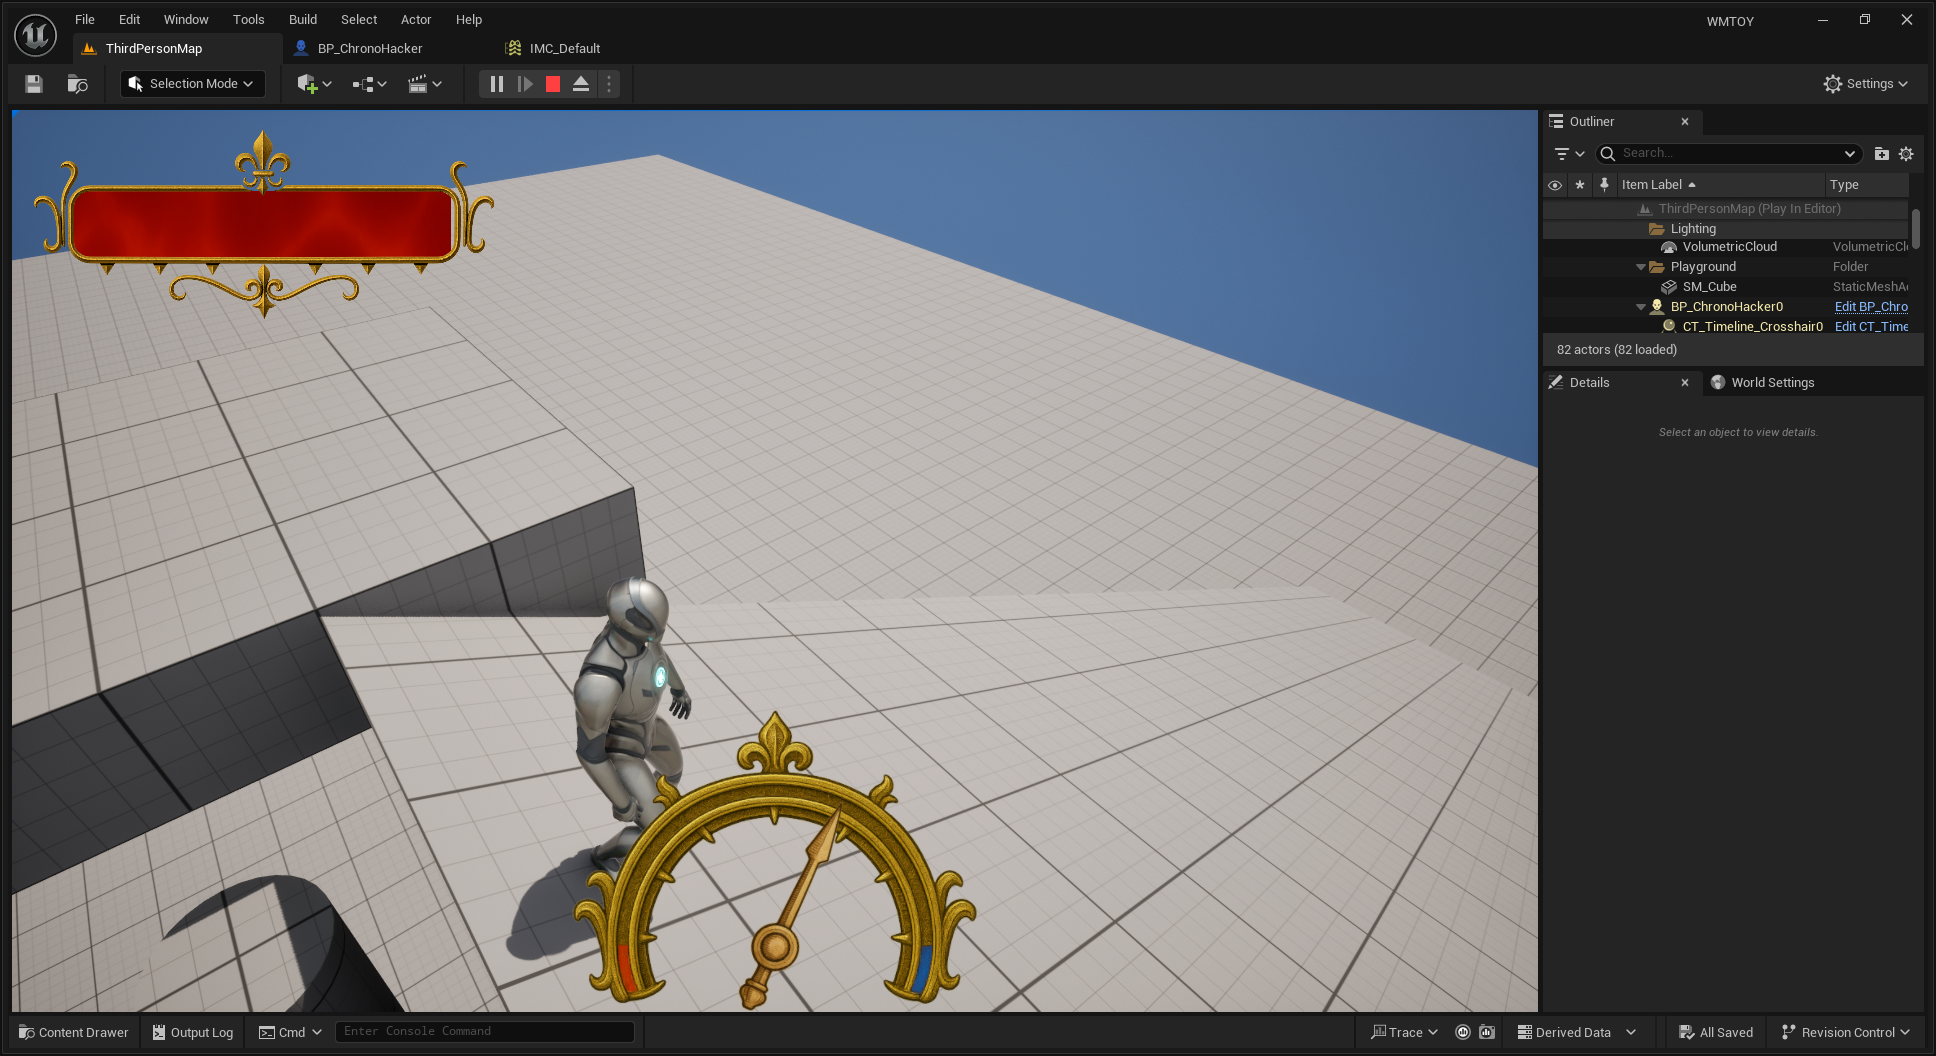 File Edit Window Tools Build Select Actor Help
WMTOY
ThirdPersonMap
BP_ChronoHacker
IMC_Default
Selection Mode
Settings
Outliner
Search...
Item Label
Type
ThirdPersonMap (Play In Editor)
Lighting
VolumetricCloud VolumetricCl
Playground Folder
SM_Cube StaticMeshA
BP_ChronoHacker0 Edit BP_Chro
CT_Timeline_Crosshair0 Edit CT_Time
82 actors (82 loaded)
Details
World Settings
Select an object to view details.
Content Drawer
Output Log
Cmd
Enter Console Command
Trace
Derived Data
All Saved
Revision Control